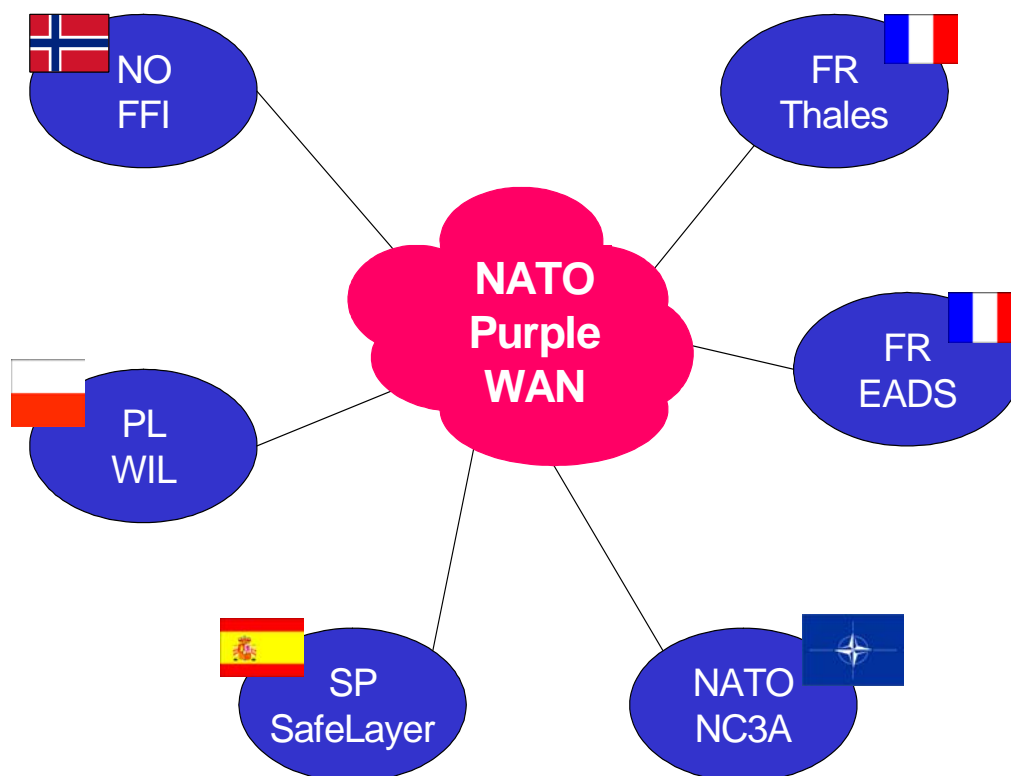 NO
FFI
FR
Thales
NATO
Purple
WAN
FR
EADS
PL
WIL
SP
SafeLayer
NATO
NC3A